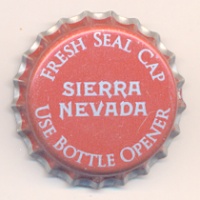 FRESH SEAL CAP
SIERRA
NEVADA
USE BOTTLE OPENER